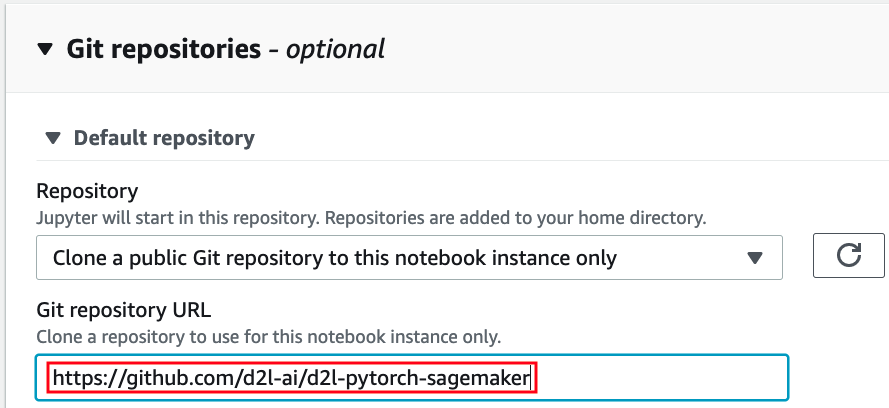 Git repositories - optional
Default repository
Repository
Jupyter will start in this repository. Repositories are added to your home directory.
Clone a public Git repository to this notebook instance only
Git repository URL
Clone a repository to use for this notebook instance only.
https://github.com/d2l-ai/d2l-pytorch-sagemaker